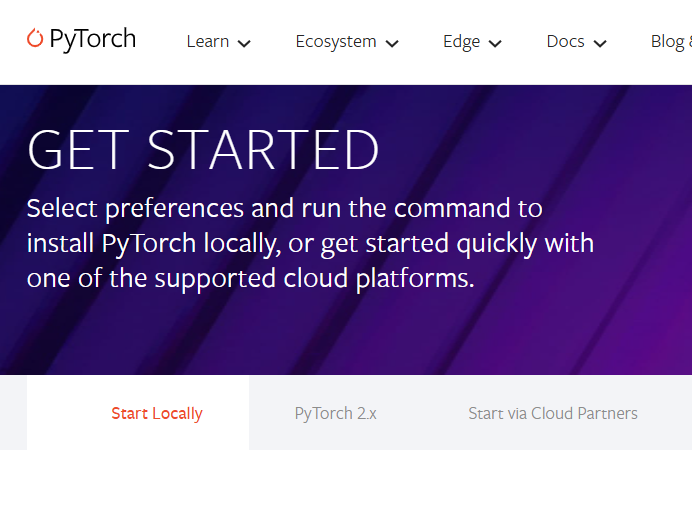 PyTorch Learn Ecosystem Edge Docs Blog &
GET STARTED
Select preferences and run the command to
install PyTorch locally, or get started quickly with
one of the supported cloud platforms.
Start Locally PyTorch 2.x Start via Cloud Partners